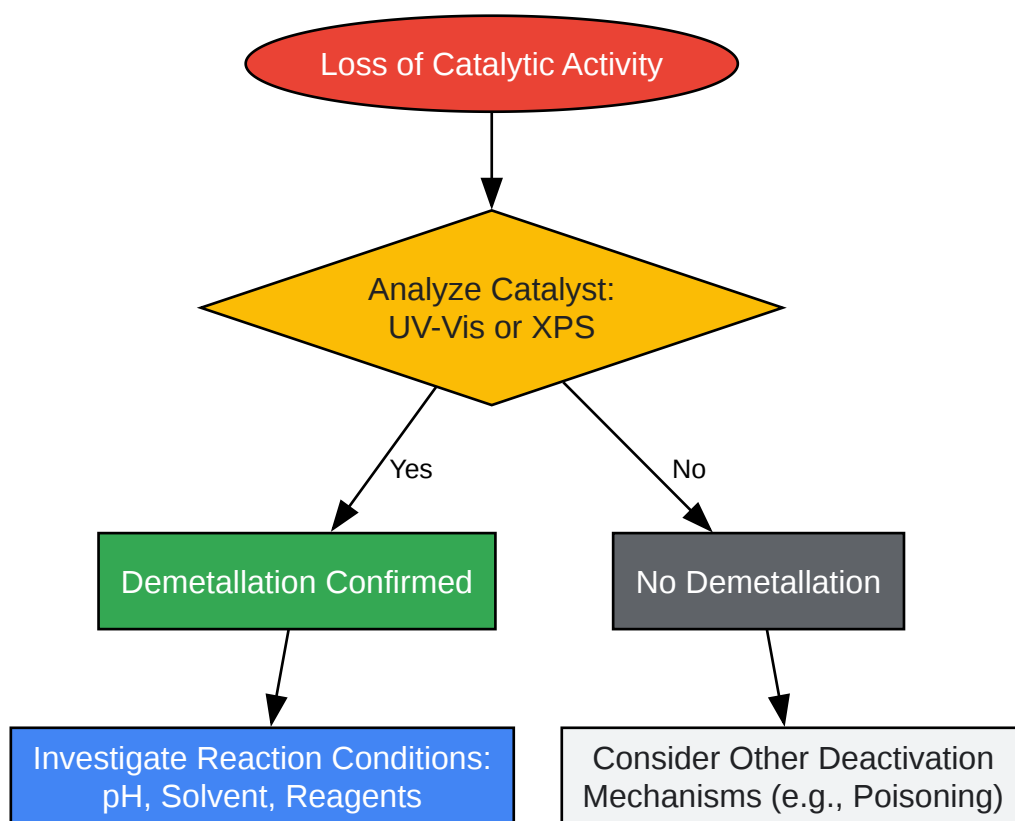 Loss of Catalytic Activity
Analyze Catalyst:
UV-Vis or XPS
Yes
No
Demetallation Confirmed
No Demetallation
Investigate Reaction Conditions:
pH, Solvent, Reagents
Consider Other Deactivation
Mechanisms (e.g., Poisoning)